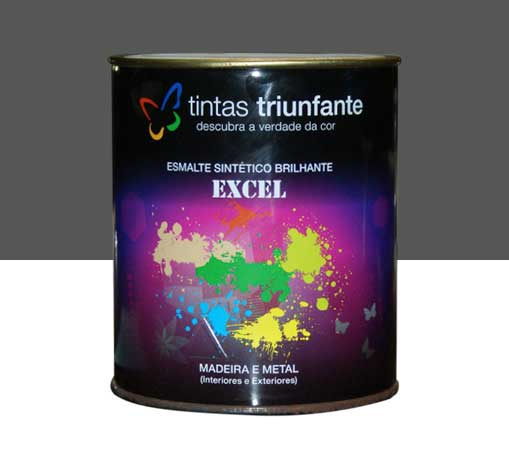 tintas triunfante
descubra a verdade da cor
ESMALTE SINTÉTICO BRILHANTE
EXCEL
MADEIRA E METAL
(Interiores e Exteriores)